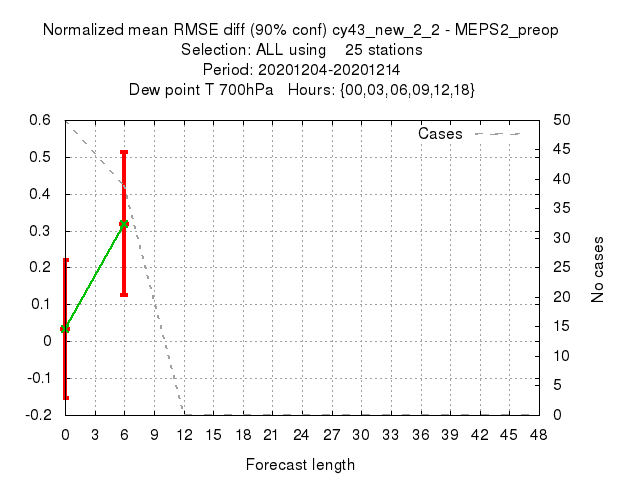 Normalized mean RMSE diff (90% conf) cy43_new_2_2 - MEPS2_preop
Selection: ALL using 25 stations
Period: 20201204-20201214
Dew point T 700hPa Hours: {00,03,06,09,12,18}
Cases
0.6
0.5
0.4
0.3
0.2
0.1
0
-0.1
-0.2
50
45
40
35
30
25
20
15
10
5
0
No cases
0 3 6 9 12 15 18 21 24 27 30 33 36 39 42 45 48
Forecast length